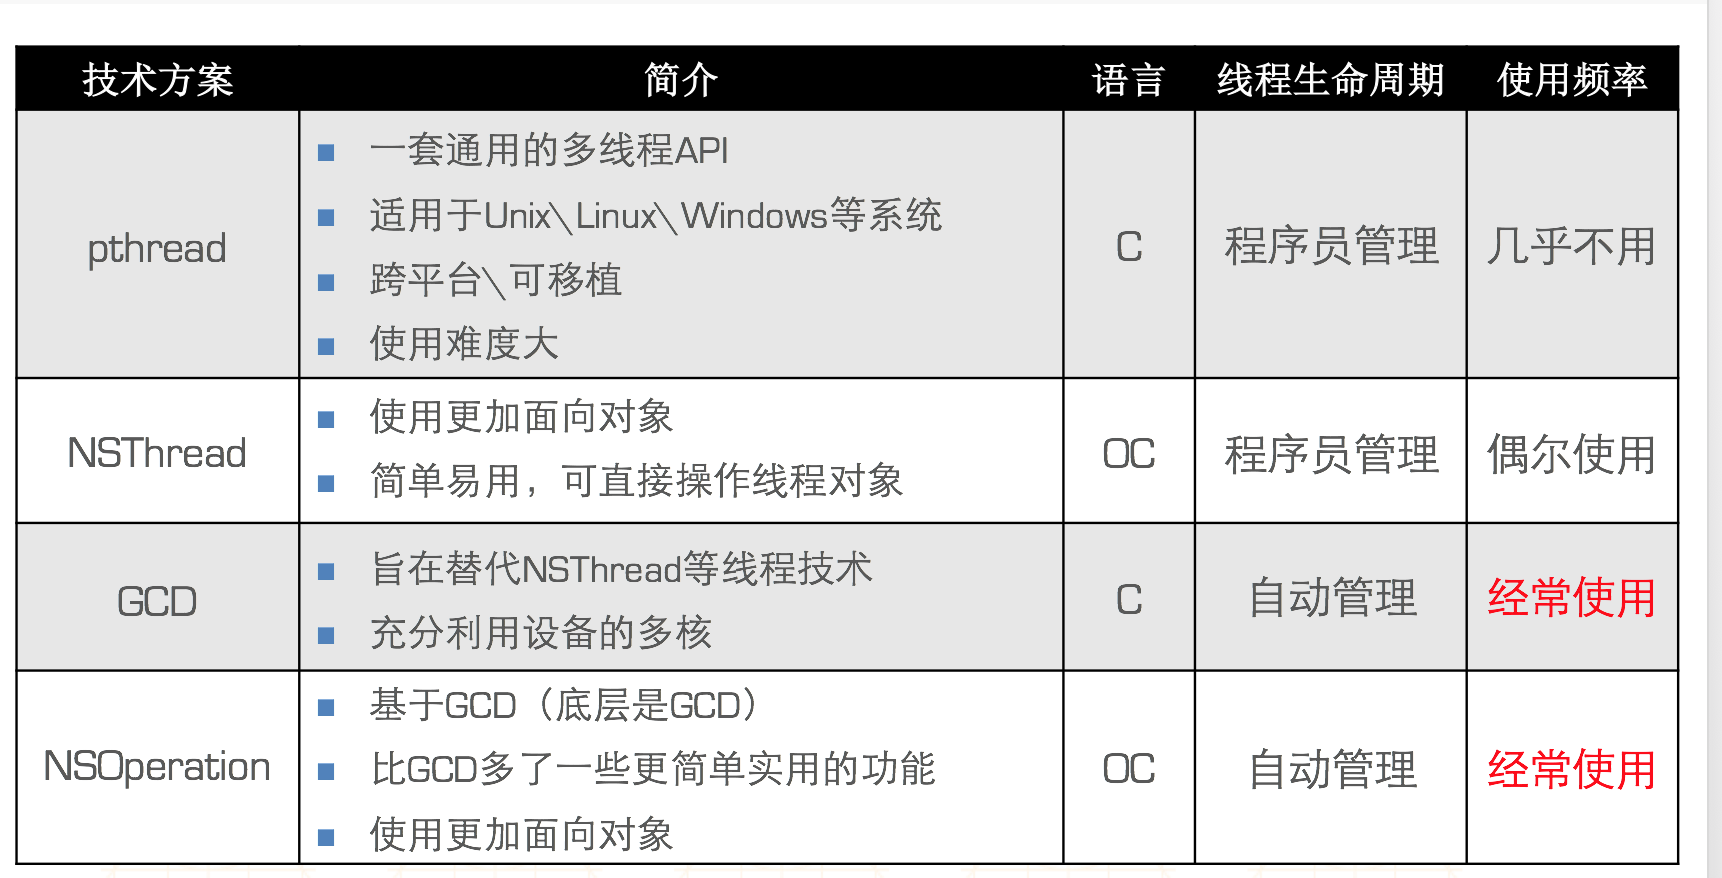 技术方案 简介 语言 线程生命周期 使用频率
pthread
一套通用的多线程API
适用于Unix\Linux\Windows等系统
跨平台\可移植
使用难度大
C 程序员管理 几乎不用
NSThread
使用更加面向对象
简单易用，可直接操作线程对象
OC 程序员管理 偶尔使用
GCD
旨在替代NSThread等线程技术
充分利用设备的多核
C 自动管理 经常使用
NSOperation
基于GCD（底层是GCD）
比GCD多了一些更简单实用的功能
使用更加面向对象
OC 自动管理 经常使用